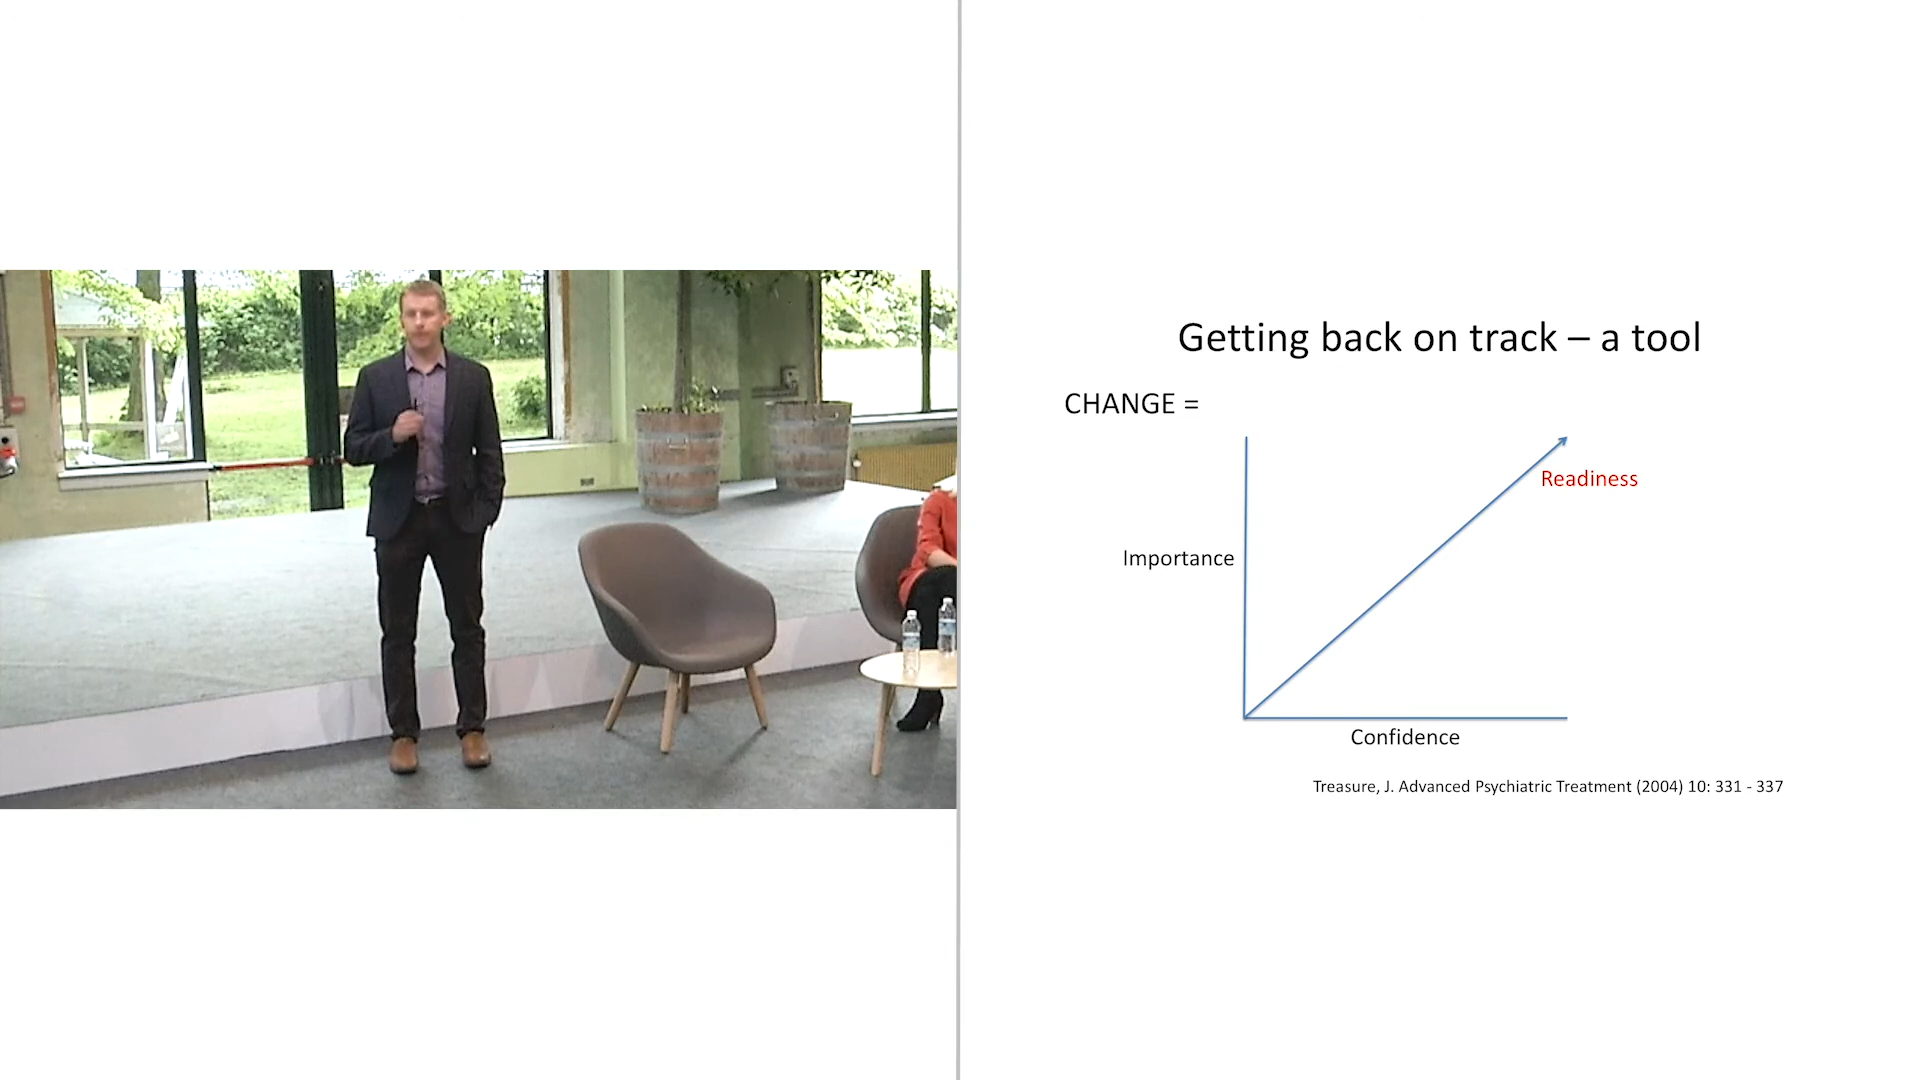 Getting back on track – a tool
CHANGE =
Readiness
Importance
Confidence
Treasure, J. Advanced Psychiatric Treatment (2004) 10: 331 - 337